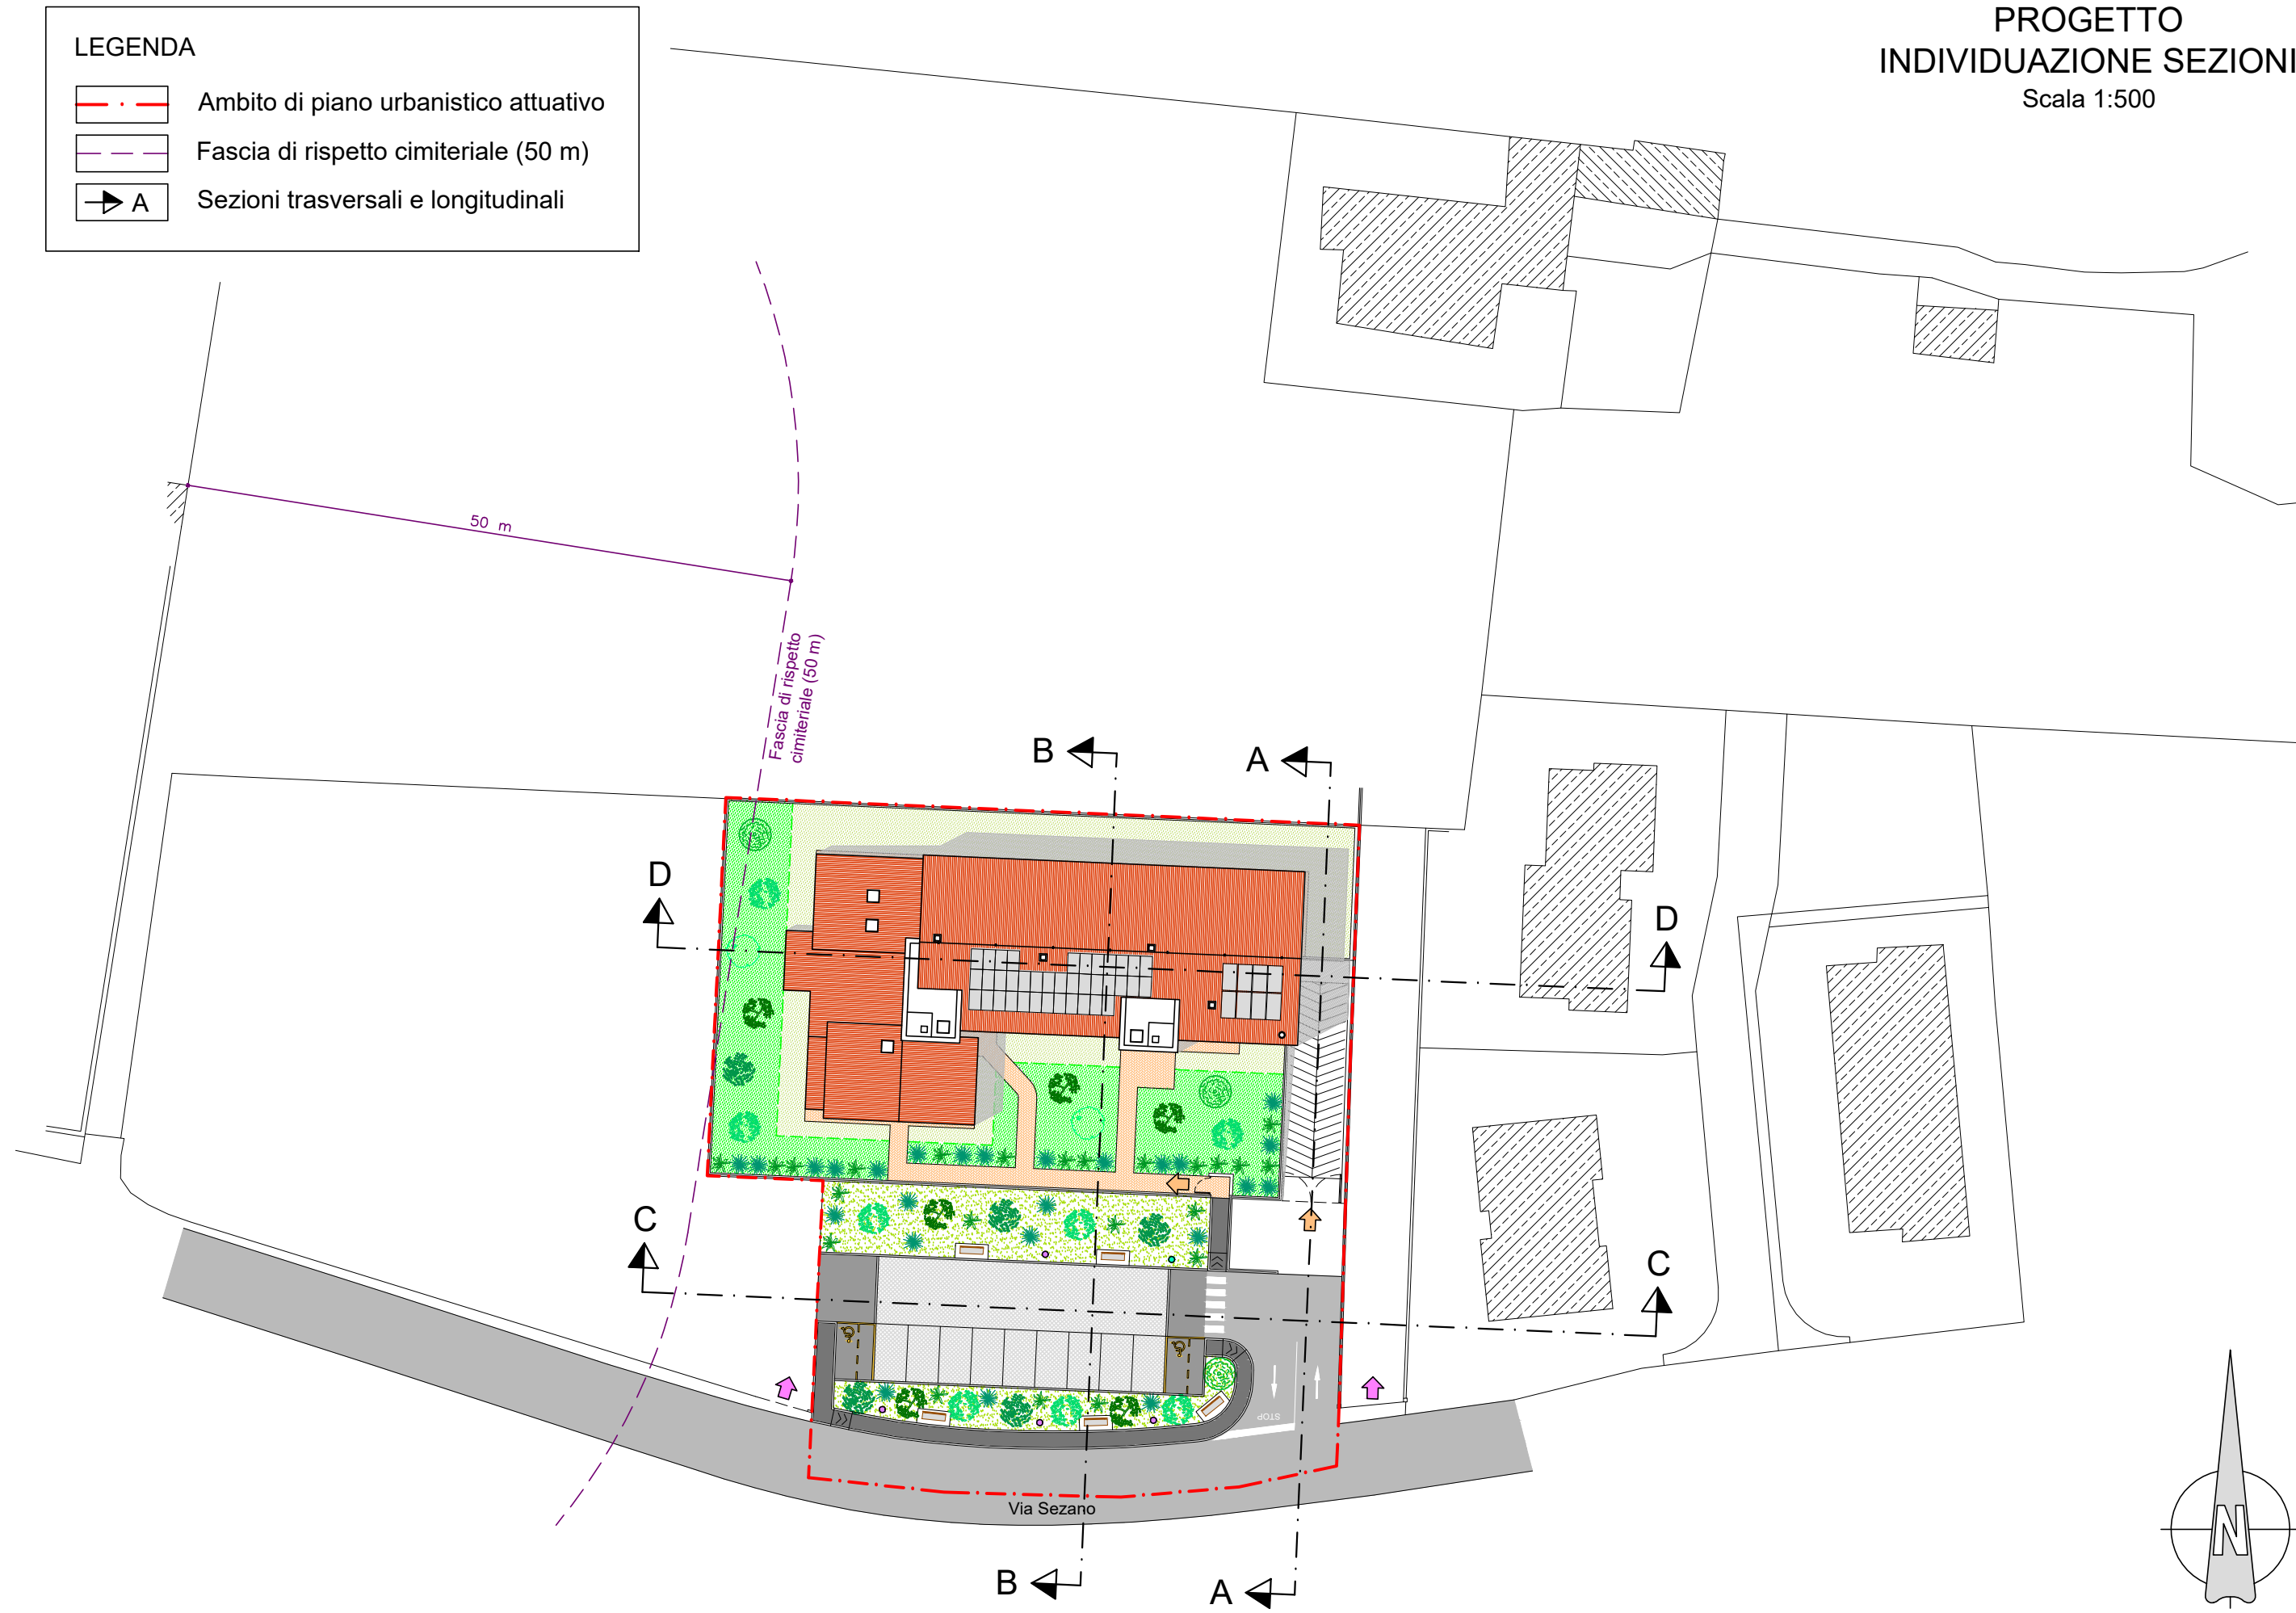 PROGETTO
INDIVIDUAZIONE SEZIONI
Scala 1:500
LEGENDA
Ambito di piano urbanistico attuativo
Fascia di rispetto cimiteriale (50 m)
A
Sezioni trasversali e longitudinali
50 m
Fascia di rispetto
cimiteriale (50 m)
B
A
D
D
C
C
STOP
Via Sezano
B
A
N